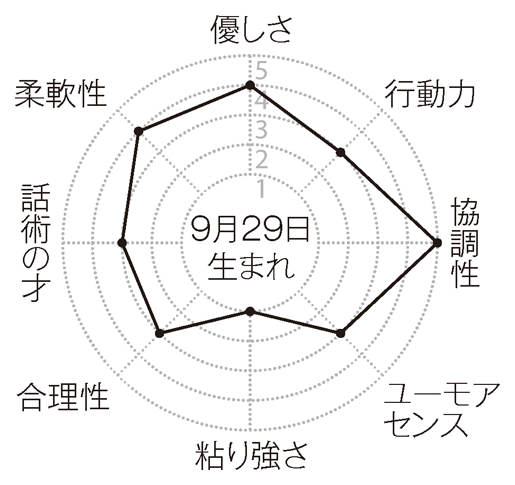 優しさ
柔軟性
行動力
5
4
3
2
1
話術の才
9月29日
生まれ
協調性
合理性
ユーモア
センス
粘り強さ